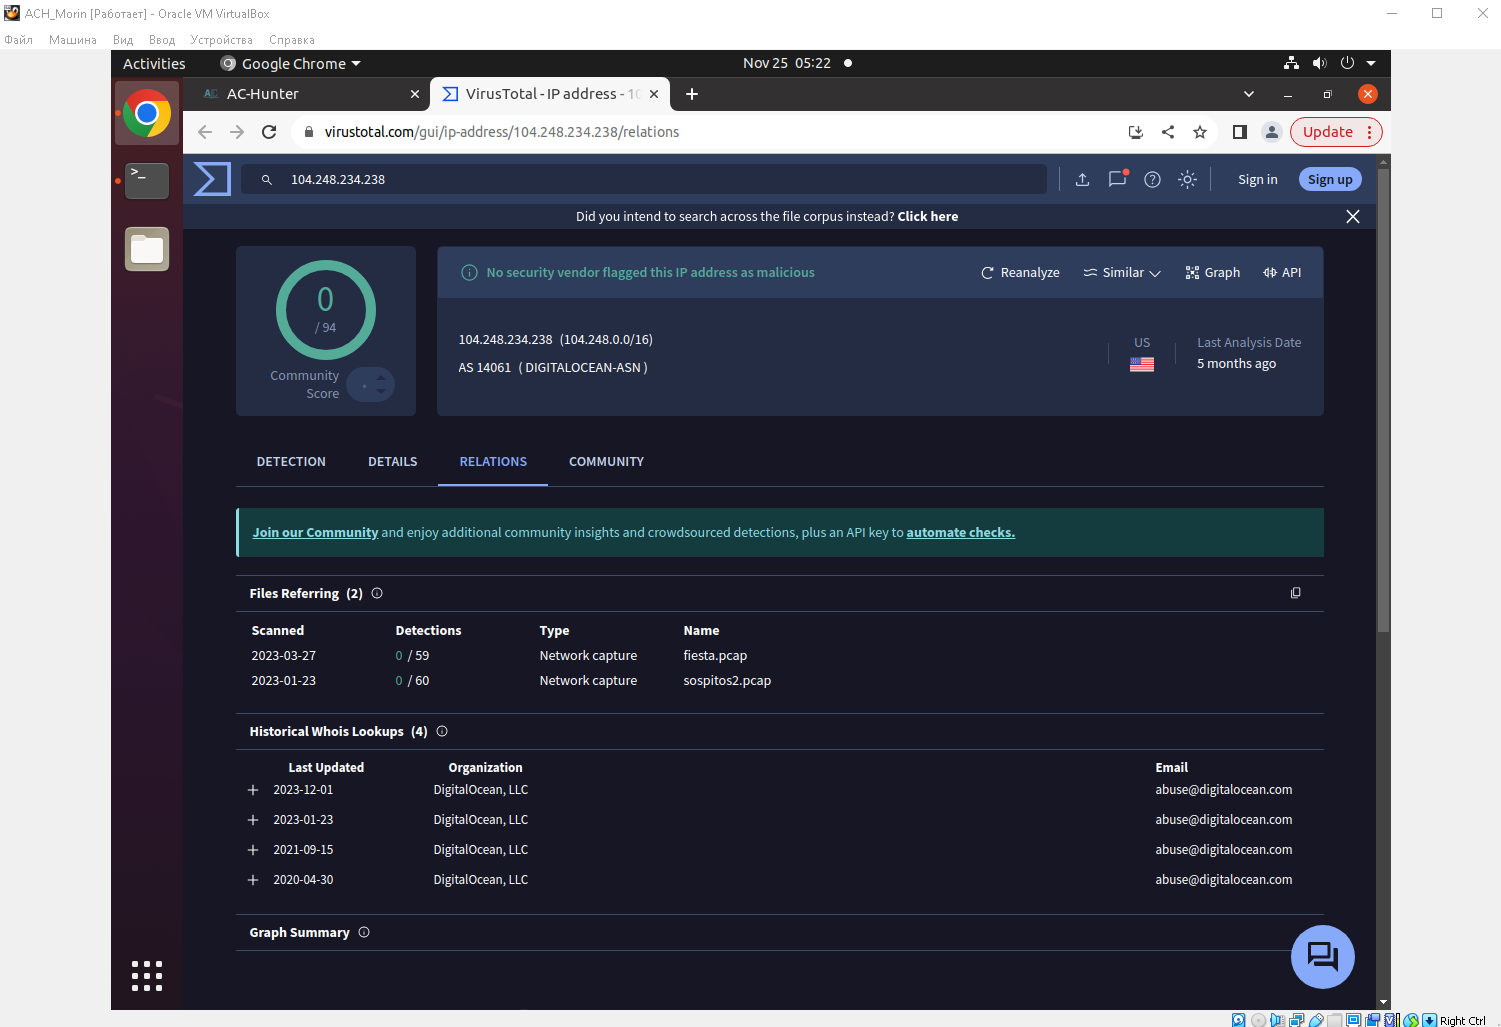 ACH_Morin [Работает] - Oracle VM VirtualBox
Файл Машина Вид Ввод Устройства Справка
Activities Google Chrome Nov 25 05:22
AC-Hunter VirusTotal - IP address - 10
virustotal.com/gui/ip-address/104.248.234.238/relations Update
104.248.234.238 Sign in Sign up
Did you intend to search across the file corpus instead? Click here
No security vendor flagged this IP address as malicious Reanalyze Similar Graph API
0
/ 94
Community
Score
104.248.234.238 (104.248.0.0/16)
AS 14061 ( DIGITALOCEAN-ASN )
US
Last Analysis Date
5 months ago
DETECTION DETAILS RELATIONS COMMUNITY
Join our Community and enjoy additional community insights and crowdsourced detections, plus an API key to automate checks.
Files Referring (2)
Scanned Detections Type Name
2023-03-27 0 / 59 Network capture fiesta.pcap
2023-01-23 0 / 60 Network capture sospitos2.pcap
Historical Whois Lookups (4)
Last Updated Organization Email
2023-12-01 DigitalOcean, LLC abuse@digitalocean.com
2023-01-23 DigitalOcean, LLC abuse@digitalocean.com
2021-09-15 DigitalOcean, LLC abuse@digitalocean.com
2020-04-30 DigitalOcean, LLC abuse@digitalocean.com
Graph Summary
Right Ctrl